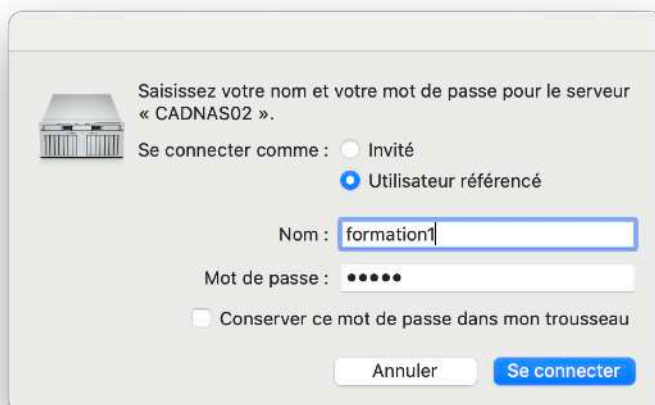 Saisissez votre nom et votre mot de passe pour le serveur
« CADNAS02 ».
Se connecter comme : Invité
Utilisateur référencé
Nom : formation1
Mot de passe : •••••
Conserver ce mot de passe dans mon trousseau
Annuler Se connecter